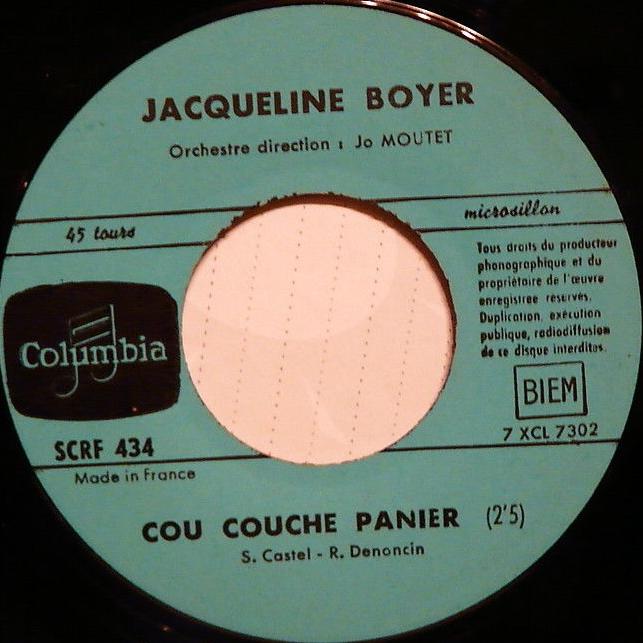 JACQUELINE BOYER
Orchestre direction : Jo MOUTET
microsillon
45 tours
Tous droits du producteur
phonographique et du
propriétaire de l'œuvre
enregistrée réservés.
Duplication, exécution
publique, radiodiffusion
de ce disque interdites.
Columbia
BIEM
7 XCL 7302
SCRF 434
Made in France
COU COUCHE PANIER (2'5)
S. Castel - R. Denoncin